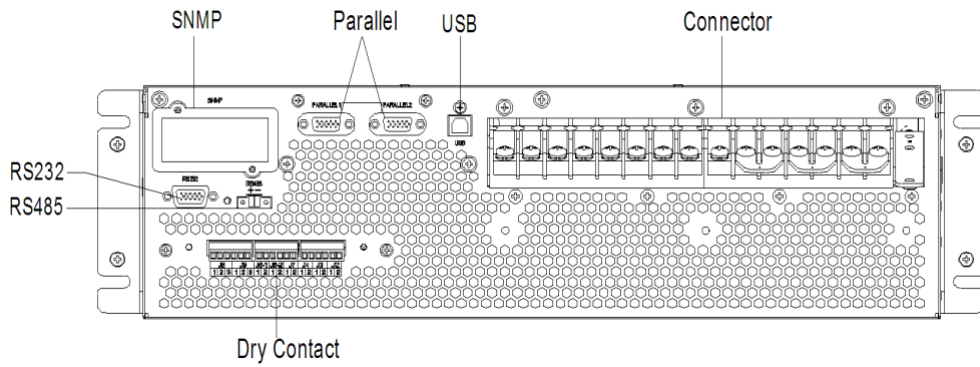 SNMP Parallel USB Connector
SNMP
PARALLEL1 PARALLEL2
USB
RS232
RS485
RS232
RS485
Dry Contact